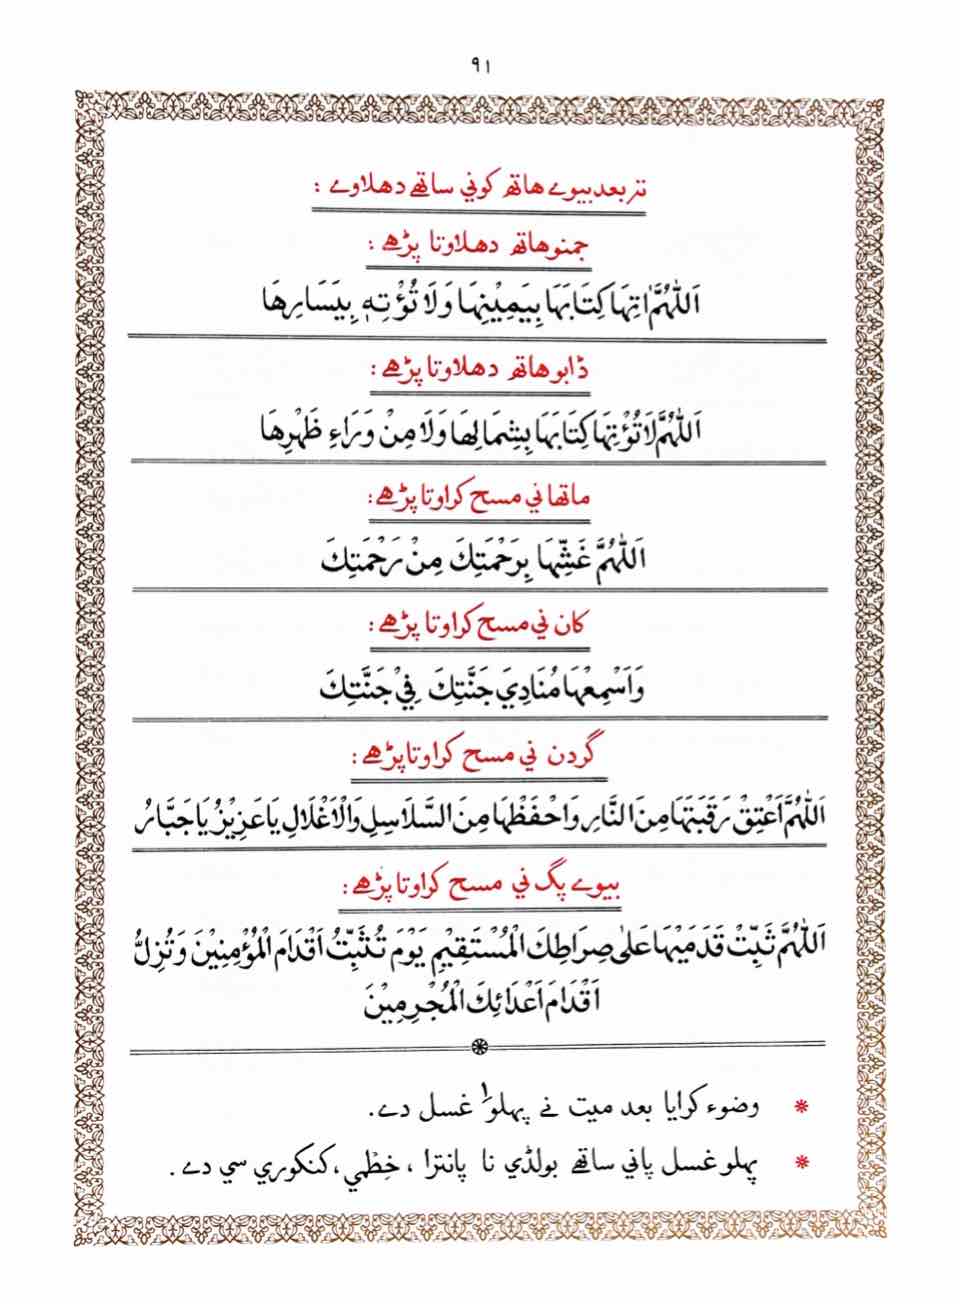 ٩١
تر بعد بيوے هاتھ كوني ساتھے دهلاوے :
جمنو هاتھ دهلاوتا پڑھے :
اَللّٰهُمَّ اٰتِهَا كِتَابَهَا بِيَمِيْنِهَا وَلَا تُؤْتِهٖ بِيَسَارِهَا
ڈابو هاتھ دهلاوتا پڑھے :
اَللّٰهُمَّ لَا تُؤْتِهَا كِتَابَهَا بِشِمَالِهَا وَلَا مِنْ وَرَاءِ ظَهْرِهَا
ماتھا ني مسح كراوتا پڑھے :
اَللّٰهُمَّ غَشِّهَا بِرَحْمَتِكَ مِنْ رَحْمَتِكَ
كان ني مسح كراوتا پڑھے :
وَاَسْمِعْهَا مُنَادِيَ جَنَّتِكَ فِيْ جَنَّتِكَ
گردن ني مسح كراوتا پڑھے :
اَللّٰهُمَّ اَعْتِقْ رَقَبَتَهَا مِنَ النَّارِ وَاحْفَظْهَا مِنَ السَّلَاسِلِ وَالْاَغْلَالِ يَا عَزِيْزُ يَا جَبَّارُ
بيوے پگ ني مسح كراوتا پڑھے :
اَللّٰهُمَّ ثَبِّتْ قَدَمَيْهَا عَلٰى صِرَاطِكَ الْمُسْتَقِيْمِ يَوْمَ تُثَبِّتُ اَقْدَامَ الْمُؤْمِنِيْنَ وَتُزِلُّ
اَقْدَامَ اَعْدَائِكَ الْمُجْرِمِيْنَ
* وضوء كرايا بعد ميت نے پهلو١ غسل دے.
* پهلو غسل پاني ساتھے بولڈي نا پانترا ، خِطْمي ، كنكوري سي دے .